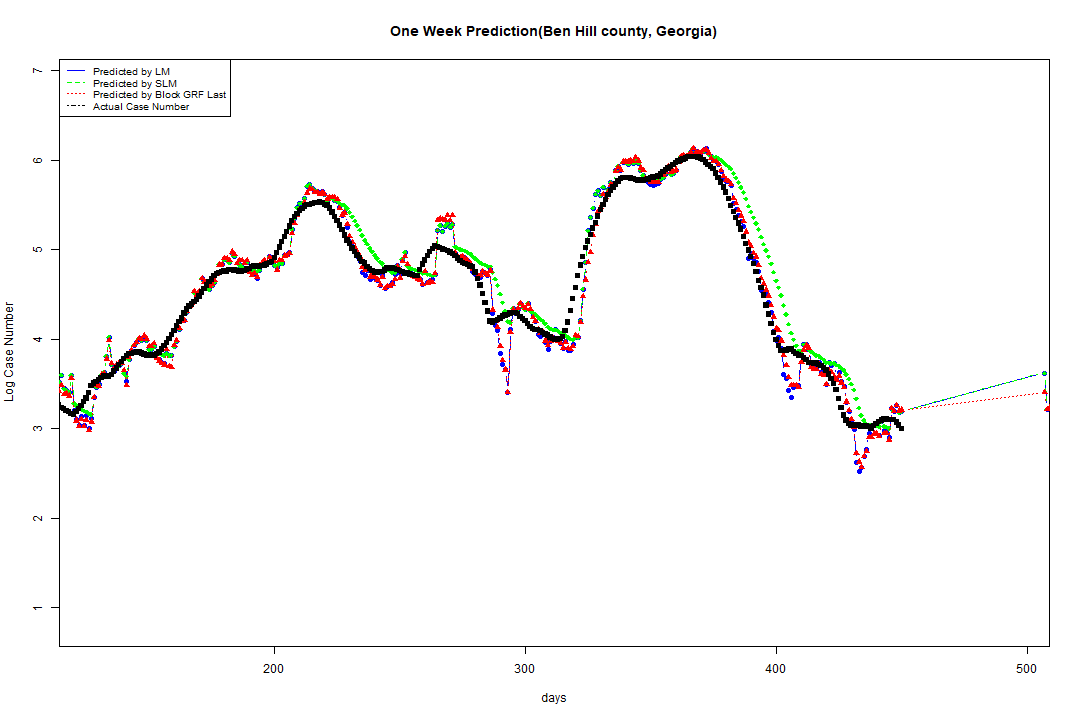 One Week Prediction(Ben Hill county, Georgia)
Predicted by LM
Predicted by SLM
Predicted by Block GRF Last
Actual Case Number
7
6
5
4
3
2
1
Log Case Number
200 300 400 500
days